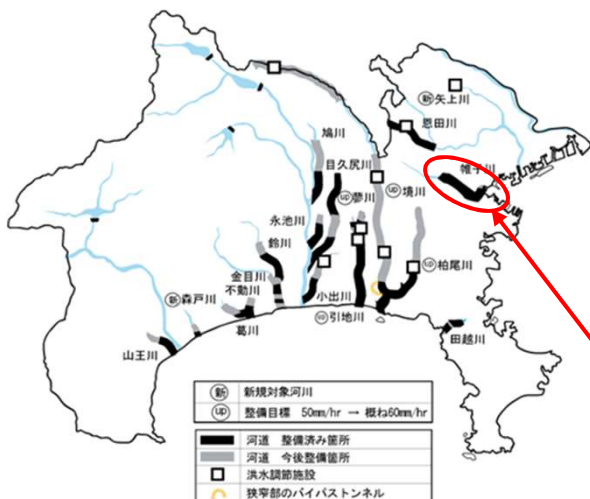 新 矢上川
恩田川
鳩川
目久尻川
帷子川
up 蓼川
up 境川
永池川
鈴川
up 柏尾川
金目川
不動川
新 森戸川
小出川
葛川
up 引地川
田越川
山王川
新 新規対象河川
up 整備目標 50mm/hr → 概ね60mm/hr
河道 整備済み箇所
河道 今後整備箇所
洪水調節施設
狭窄部のバイパストンネル